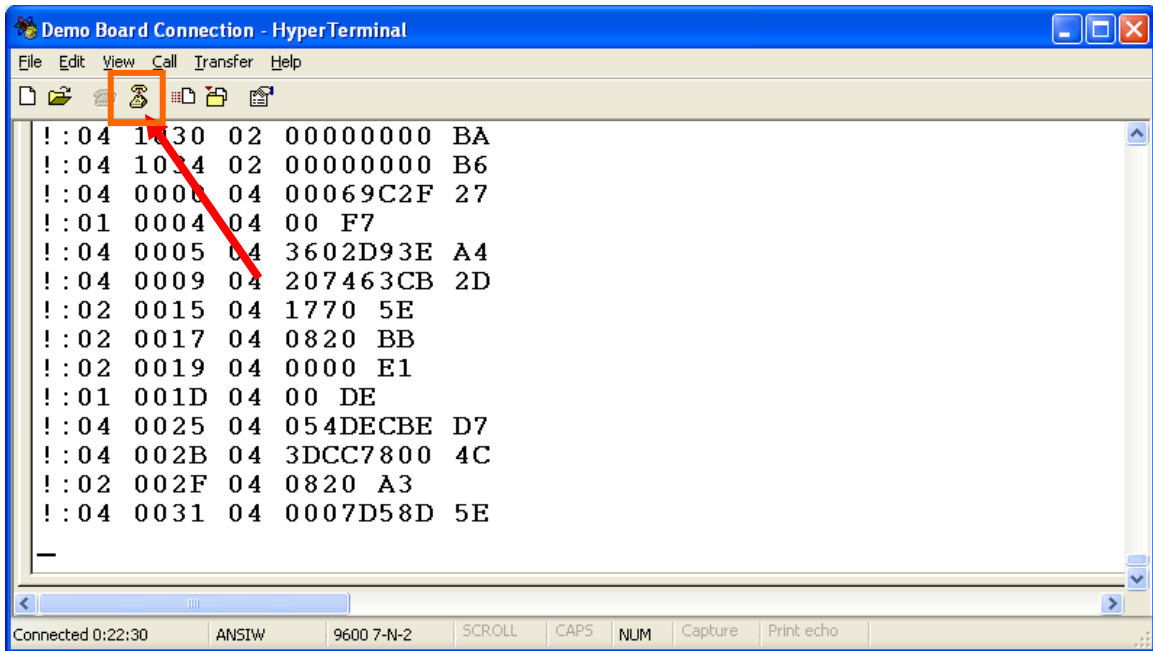 Demo Board Connection - HyperTerminal
File Edit View Call Transfer Help
!:04 1030 02 00000000 BA
!:04 1034 02 00000000 B6
!:04 0000 04 00069C2F 27
!:01 0004 04 00 F7
!:04 0005 04 3602D93E A4
!:04 0009 04 207463CB 2D
!:02 0015 04 1770 5E
!:02 0017 04 0820 BB
!:02 0019 04 0000 E1
!:01 001D 04 00 DE
!:04 0025 04 054DECBE D7
!:04 002B 04 3DCC7800 4C
!:02 002F 04 0820 A3
!:04 0031 04 0007D58D 5E
Connected 0:22:30 ANSIW 9600 7-N-2 SCROLL CAPS NUM Capture Print echo